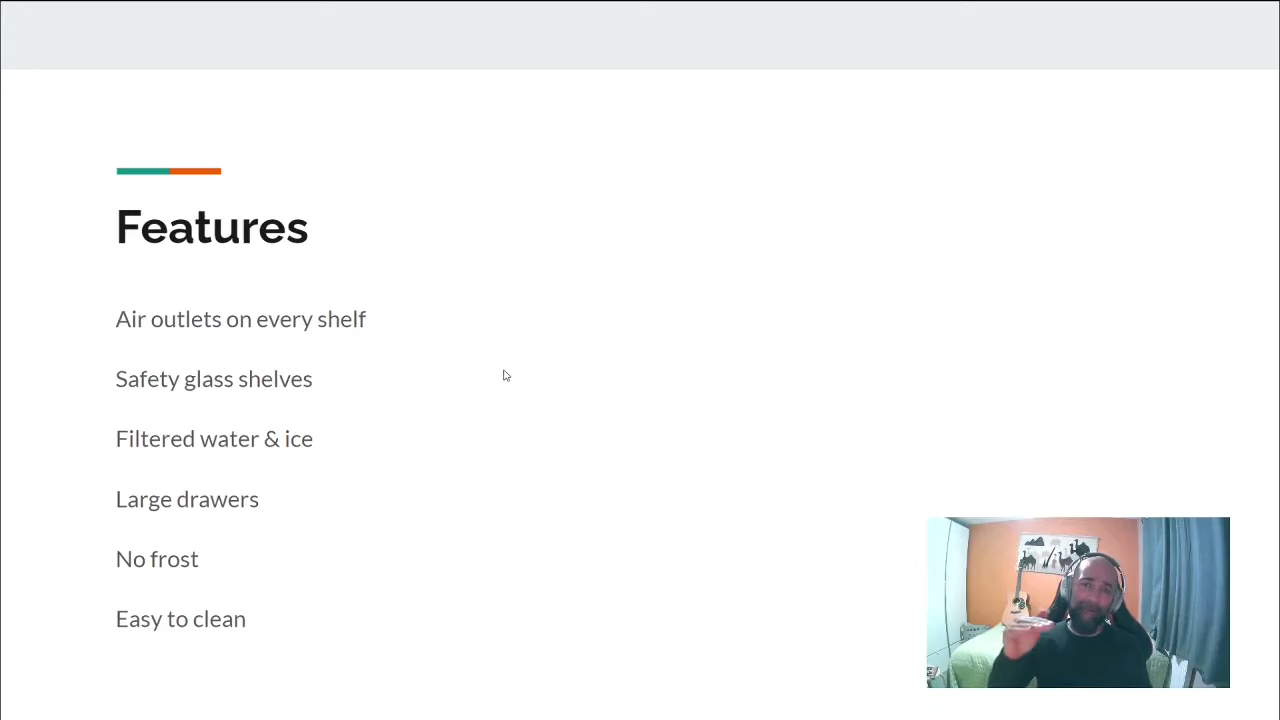 Features
Air outlets on every shelf
Safety glass shelves
Filtered water & ice
Large drawers
No frost
Easy to clean